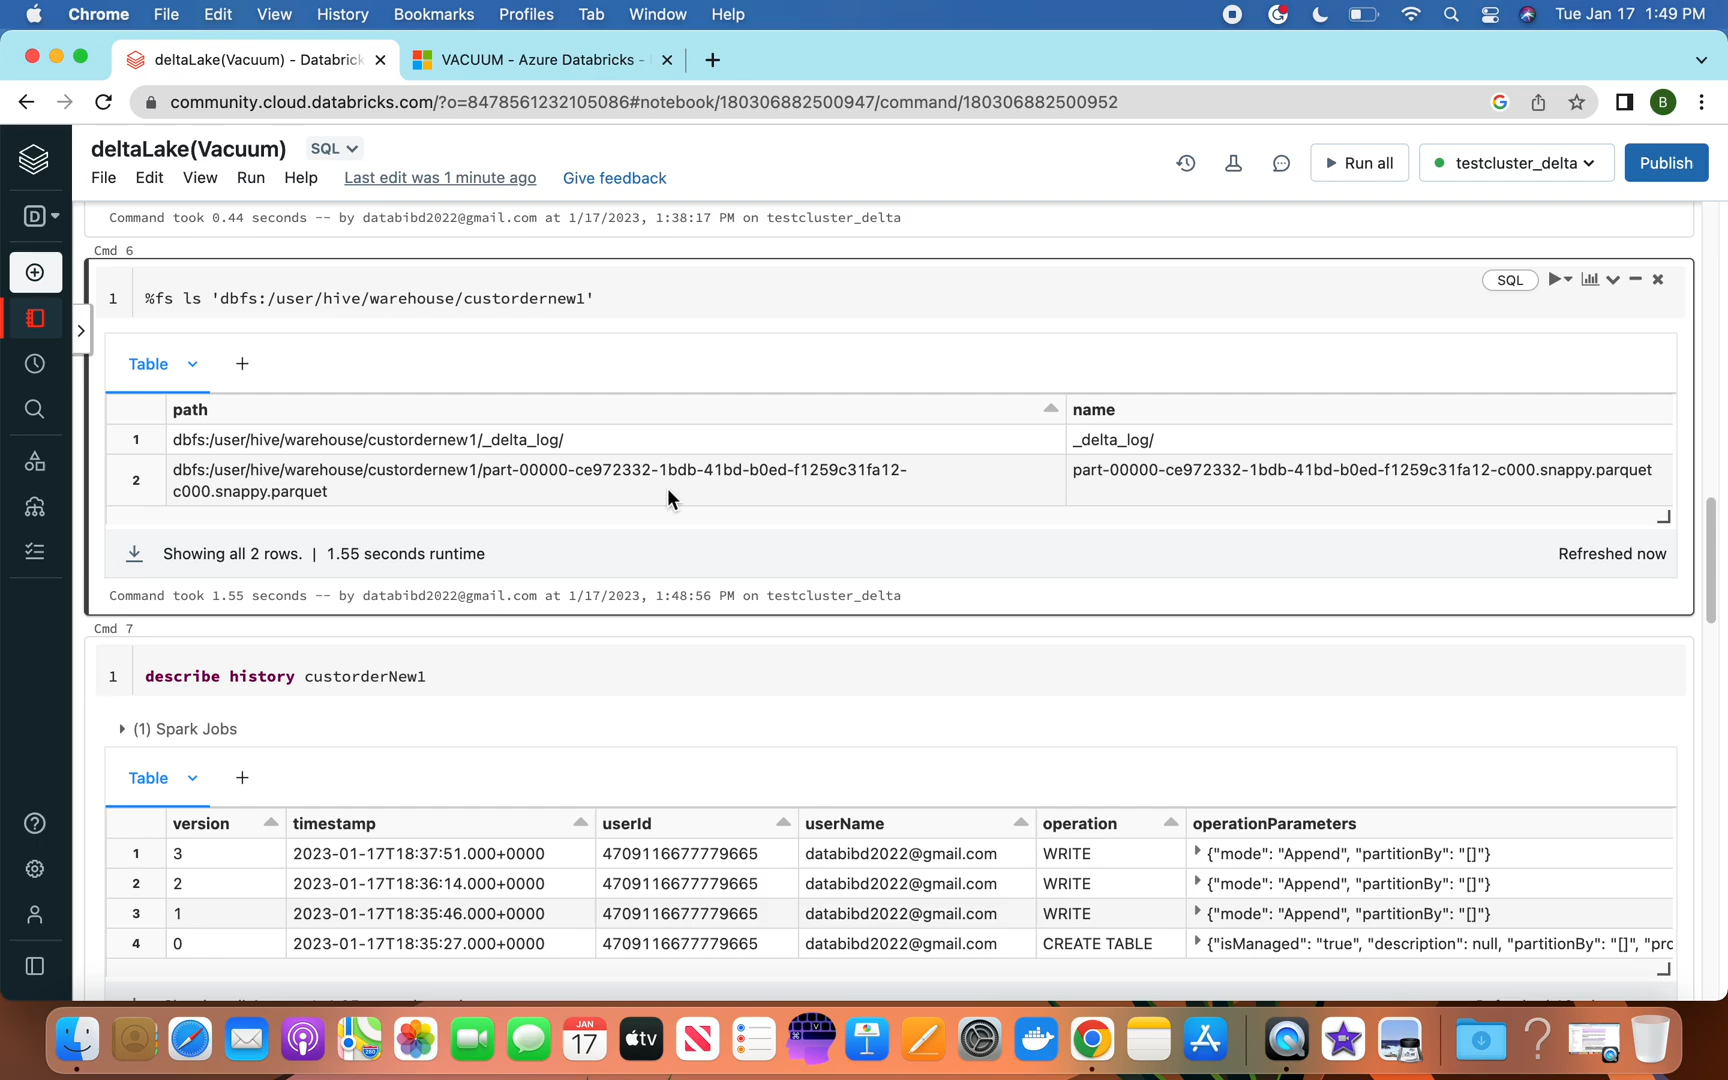 Chrome File Edit View History Bookmarks Profiles Tab Window Help Tue Jan 17 1:49 PM
deltaLake(Vacuum) - Databrick VACUUM - Azure Databricks -
community.cloud.databricks.com/?o=8478561232105086#notebook/180306882500947/command/180306882500952 B
deltaLake(Vacuum) SQL
File Edit View Run Help Last edit was 1 minute ago Give feedback
Run all testcluster_delta Publish
D
Command took 0.44 seconds -- by databibd2022@gmail.com at 1/17/2023, 1:38:17 PM on testcluster_delta
Cmd 6
SQL
1 %fs ls 'dbfs:/user/hive/warehouse/custordernew1'
Table +
path name
1 dbfs:/user/hive/warehouse/custordernew1/_delta_log/ _delta_log/
2 dbfs:/user/hive/warehouse/custordernew1/part-00000-ce972332-1bdb-41bd-b0ed-f1259c31fa12- part-00000-ce972332-1bdb-41bd-b0ed-f1259c31fa12-c000.snappy.parquet
c000.snappy.parquet
Showing all 2 rows. | 1.55 seconds runtime Refreshed now
Command took 1.55 seconds -- by databibd2022@gmail.com at 1/17/2023, 1:48:56 PM on testcluster_delta
Cmd 7
1 describe history custorderNew1
(1) Spark Jobs
Table +
version timestamp userId userName operation operationParameters
1 3 2023-01-17T18:37:51.000+0000 4709116677779665 databibd2022@gmail.com WRITE {"mode": "Append", "partitionBy": "[]"}
2 2 2023-01-17T18:36:14.000+0000 4709116677779665 databibd2022@gmail.com WRITE {"mode": "Append", "partitionBy": "[]"}
3 1 2023-01-17T18:35:46.000+0000 4709116677779665 databibd2022@gmail.com WRITE {"mode": "Append", "partitionBy": "[]"}
4 0 2023-01-17T18:35:27.000+0000 4709116677779665 databibd2022@gmail.com CREATE TABLE {"isManaged": "true", "description": null, "partitionBy": "[]", "prc
JAN
17
tv